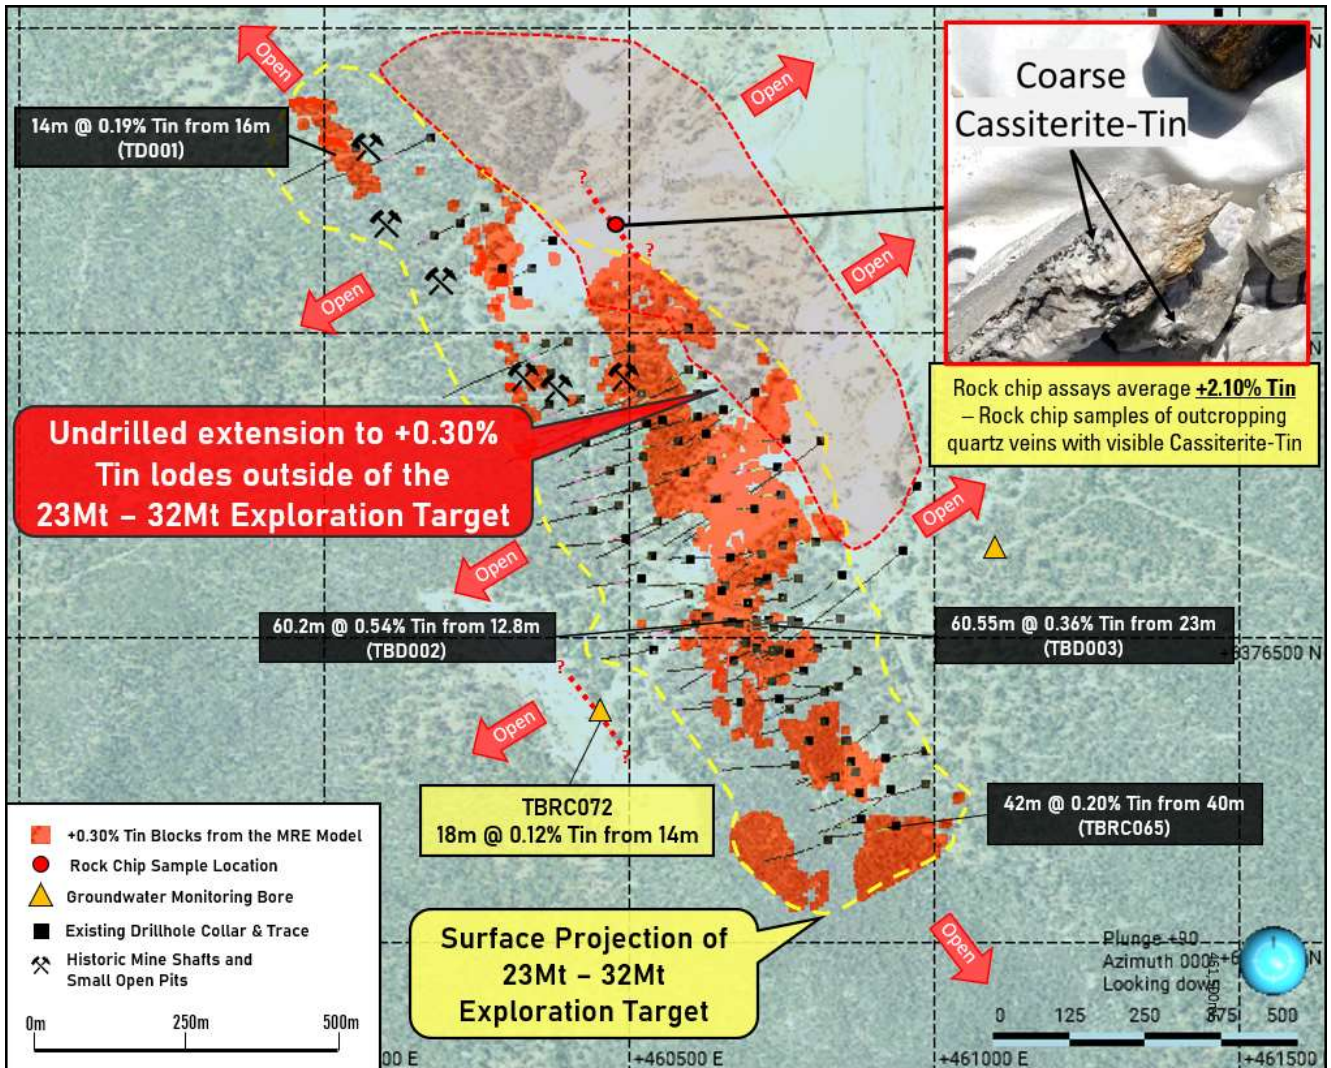 Open
Open
Coarse
Cassiterite-Tin
N
14m @ 0.19% Tin from 16m
(TD001)
?
?
Open
Open
Rock chip assays average +2.10% Tin
– Rock chip samples of outcropping
quartz veins with visible Cassiterite-Tin
Undrilled extension to +0.30%
Tin lodes outside of the
23Mt – 32Mt Exploration Target
Open
Open
60.2m @ 0.54% Tin from 12.8m
(TBD002)
60.55m @ 0.36% Tin from 23m
(TBD003)
6376500 N
?
Open
?
TBRC072
18m @ 0.12% Tin from 14m
42m @ 0.20% Tin from 40m
(TBRC065)
+0.30% Tin Blocks from the MRE Model
Rock Chip Sample Location
Groundwater Monitoring Bore
Existing Drillhole Collar & Trace
Historic Mine Shafts and
Small Open Pits
0m 250m 500m
Surface Projection of
23Mt – 32Mt
Exploration Target
Open
Plunge +90
Azimuth 000
Looking down
N
0 125 250 375 500
00 E
+460500 E
+461000 E
+461500